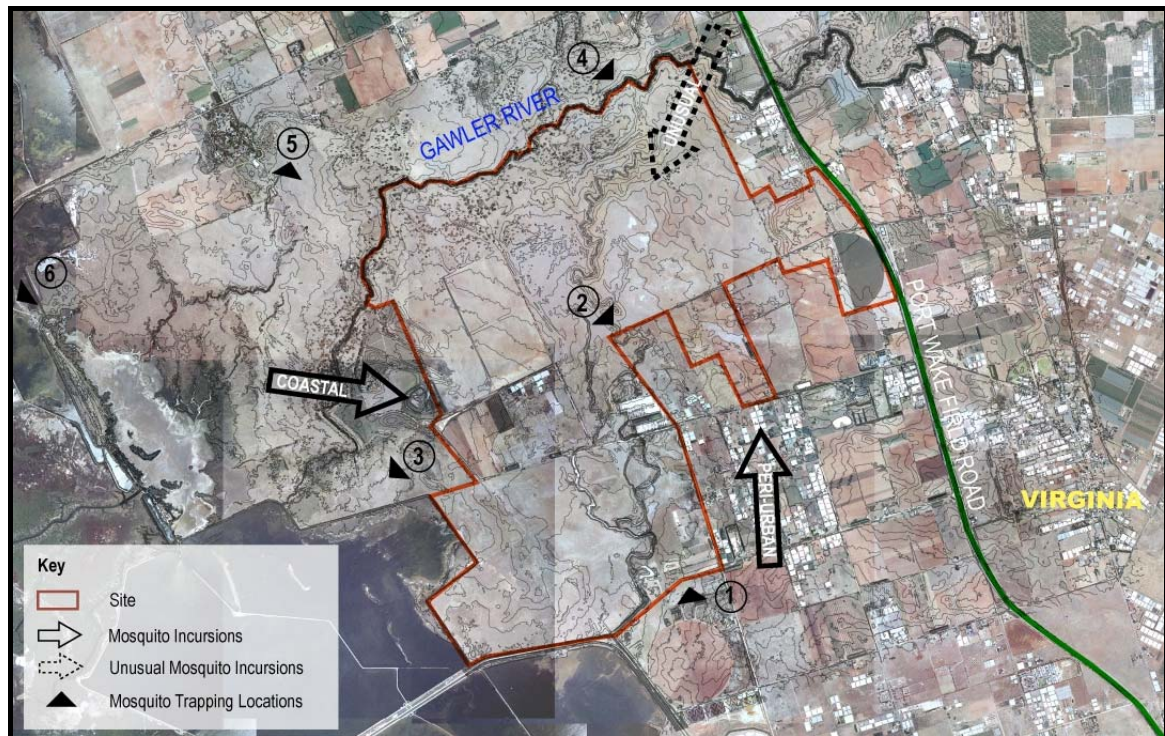 4
UNUSUAL
GAWLER RIVER
5
6
2
PORT WAKEFIELD ROAD
COASTAL
3
PERI URBAN
VIRGINIA
1
Key
Site
Mosquito Incursions
Unusual Mosquito Incursions
Mosquito Trapping Locations